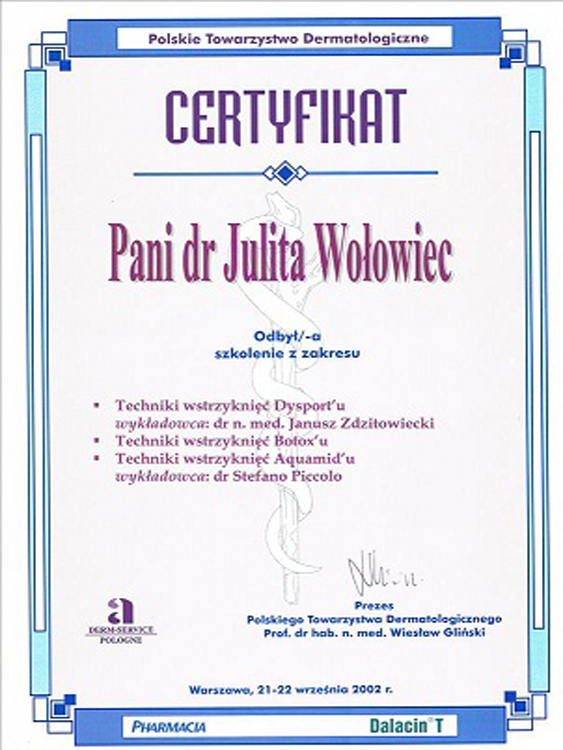 Polskie Towarzystwo Dermatologiczne
CERTYFIKAT
Pani dr Julita Wołowiec
Odbył/-a
szkolenie z zakresu
▪ Techniki wstrzyknięć Dysport'u
wykładowca: dr n. med. Janusz Zdzitowiecki
▪ Techniki wstrzyknięć Botox'u
▪ Techniki wstrzyknięć Aquamid'u
wykładowca: dr Stefano Piccolo
a
DERM-SERVICE
POLOGNE
Prezes
Polskiego Towarzystwa Dermatologicznego
Prof. dr hab. n. med. Wiesław Gliński
Warszawa, 21-22 września 2002 r.
PHARMACIA
Dalacin® T